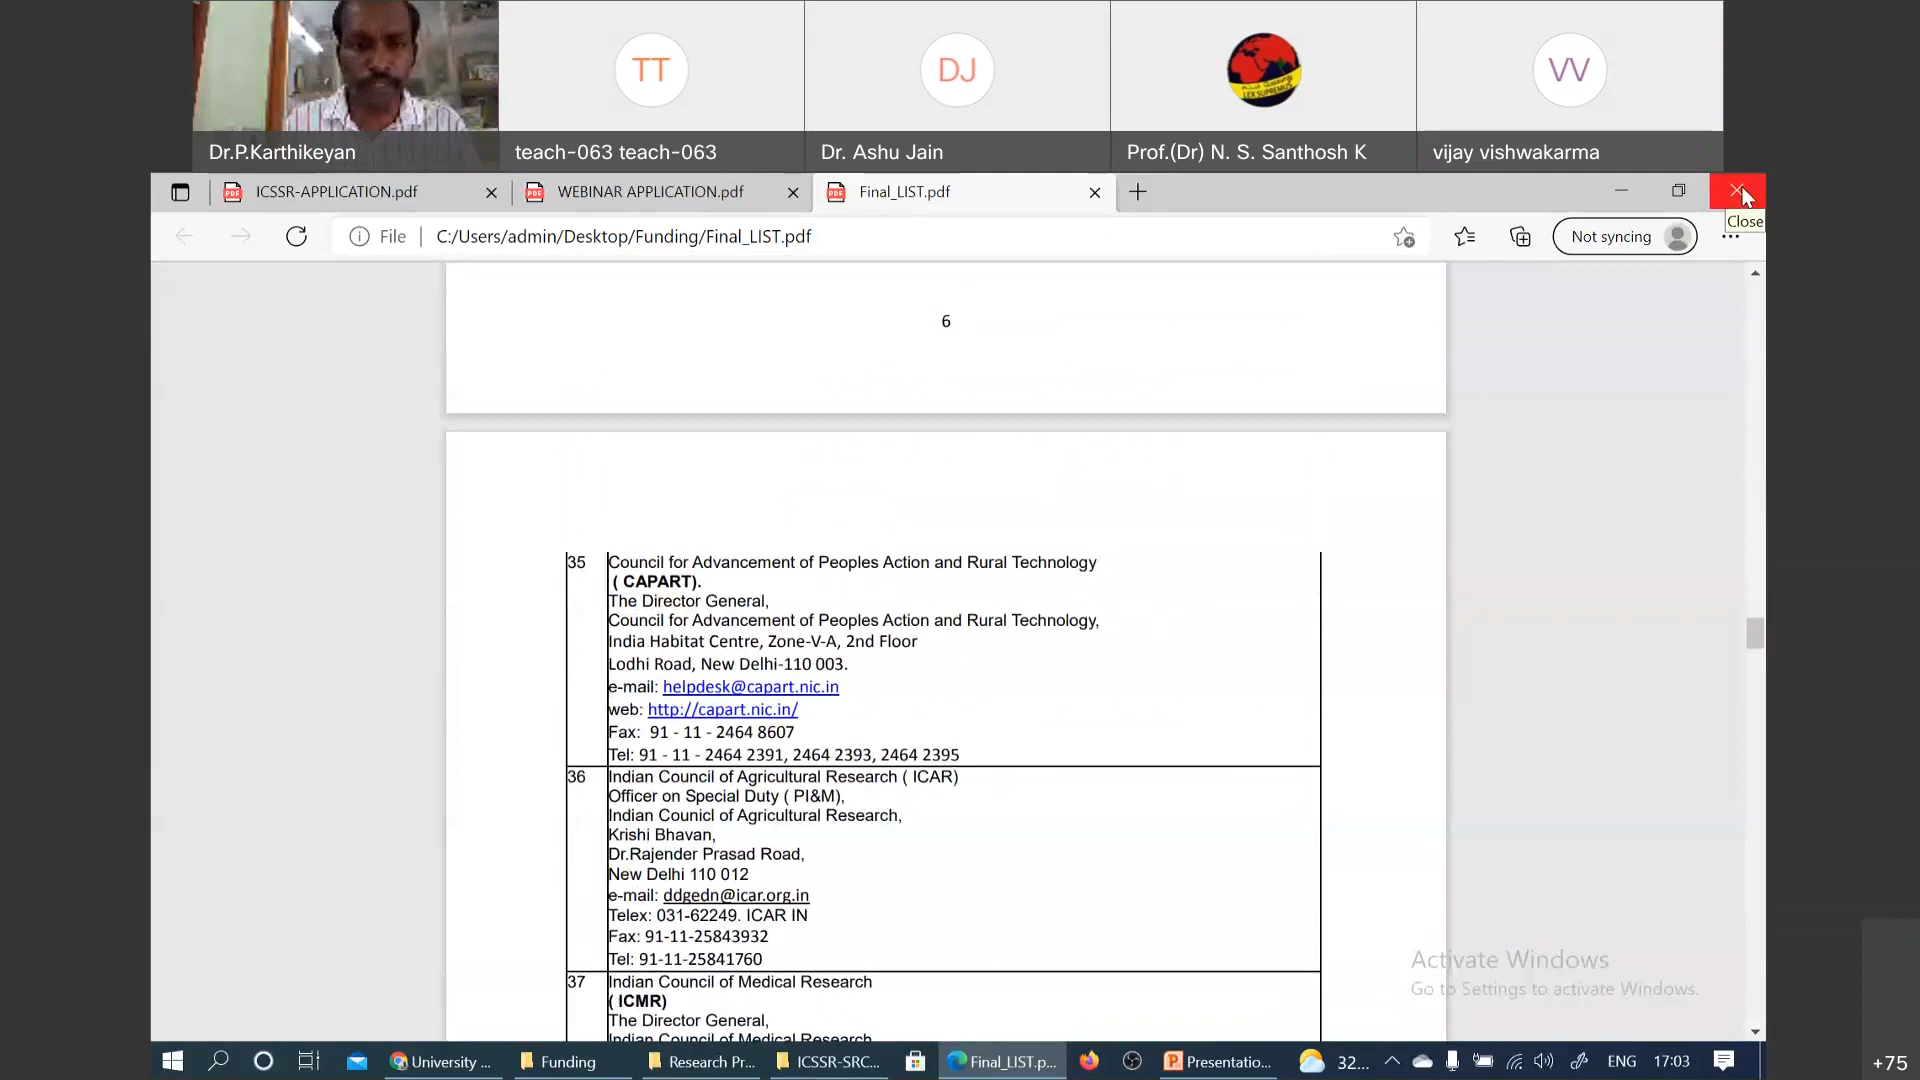 TT
DJ
LEX SUPREMUS
VV
Dr.P.Karthikeyan
teach-063 teach-063
Dr. Ashu Jain
Prof.(Dr) N. S. Santhosh K
vijay vishwakarma
ICSSR-APPLICATION.pdf
WEBINAR APPLICATION.pdf
Final_LIST.pdf
Close
File
C:/Users/admin/Desktop/Funding/Final_LIST.pdf
Not syncing
6
35 Council for Advancement of Peoples Action and Rural Technology
( CAPART).
The Director General,
Council for Advancement of Peoples Action and Rural Technology,
India Habitat Centre, Zone-V-A, 2nd Floor
Lodhi Road, New Delhi-110 003.
e-mail: helpdesk@capart.nic.in
web: http://capart.nic.in/
Fax: 91 - 11 - 2464 8607
Tel: 91 - 11 - 2464 2391, 2464 2393, 2464 2395
36 Indian Council of Agricultural Research ( ICAR)
Officer on Special Duty ( PI&M),
Indian Counicl of Agricultural Research,
Krishi Bhavan,
Dr.Rajender Prasad Road,
New Delhi 110 012
e-mail: ddgedn@icar.org.in
Telex: 031-62249. ICAR IN
Fax: 91-11-25843932
Tel: 91-11-25841760
37 Indian Council of Medical Research
( ICMR)
The Director General,
Indian Council of Medical Research
Activate Windows
Go to Settings to activate Windows.
University ...
Funding
Research Pr...
ICSSR-SRC...
Final_LIST.p...
Presentatio...
32...
ENG
17:03
+75